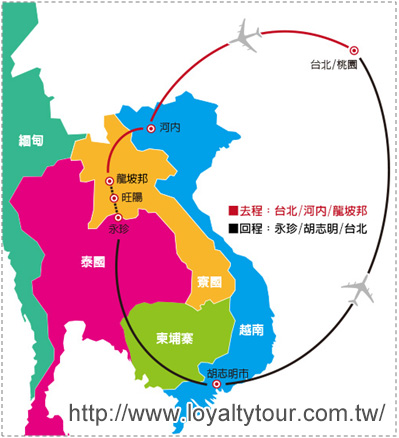 台北/桃園
河内
緬甸
龍坡邦
旺陽
永珍
■去程：台北/河內/龍坡邦
■回程：永珍/胡志明/台北
泰國
寮國
柬埔寨
越南
胡志明市
http://www.loyaltytour.com.tw/